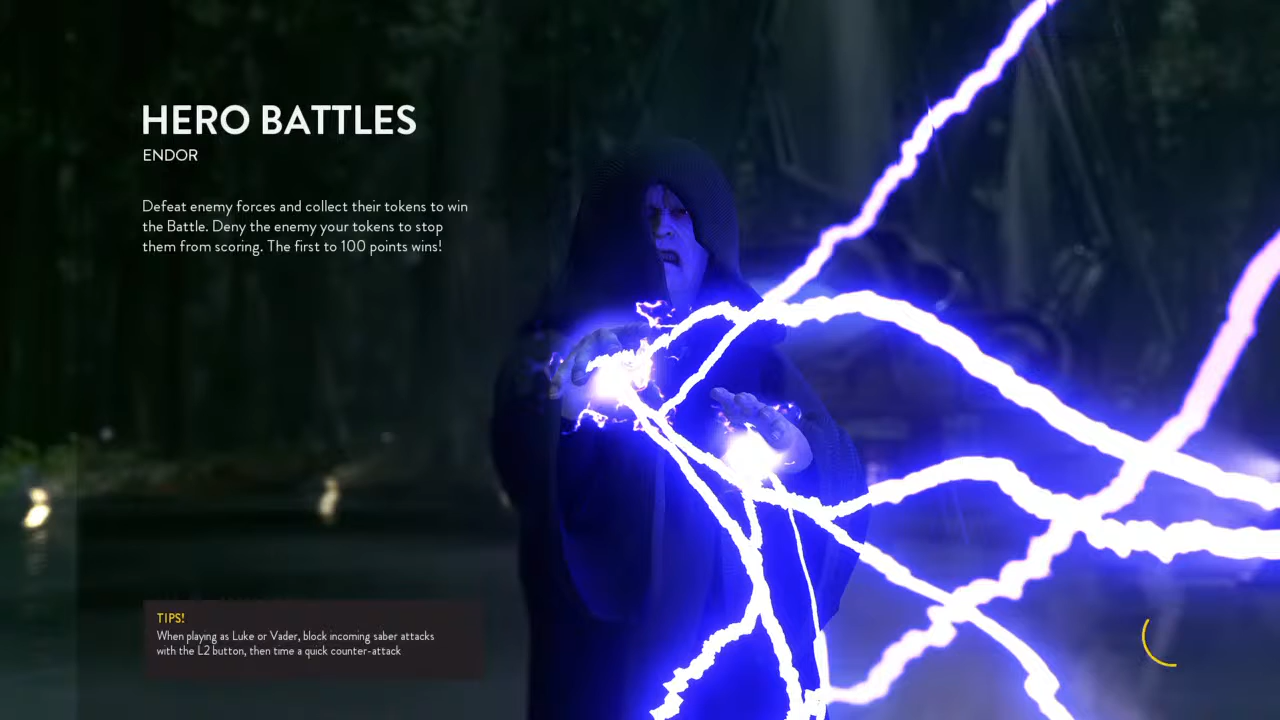 HERO BATTLES
ENDOR
Defeat enemy forces and collect their tokens to win
the Battle. Deny the enemy your tokens to stop
them from scoring. The first to 100 points wins!
TIPS!
When playing as Luke or Vader, block incoming saber attacks
with the L2 button, then time a quick counter-attack